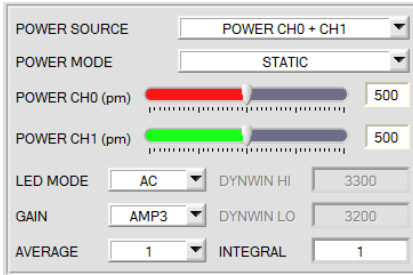 POWER SOURCE POWER CH0 + CH1
POWER MODE STATIC
POWER CH0 (pm) 500
POWER CH1 (pm) 500
LED MODE AC DYNWIN HI 3300
GAIN AMP3 DYNWIN LO 3200
AVERAGE 1 INTEGRAL 1